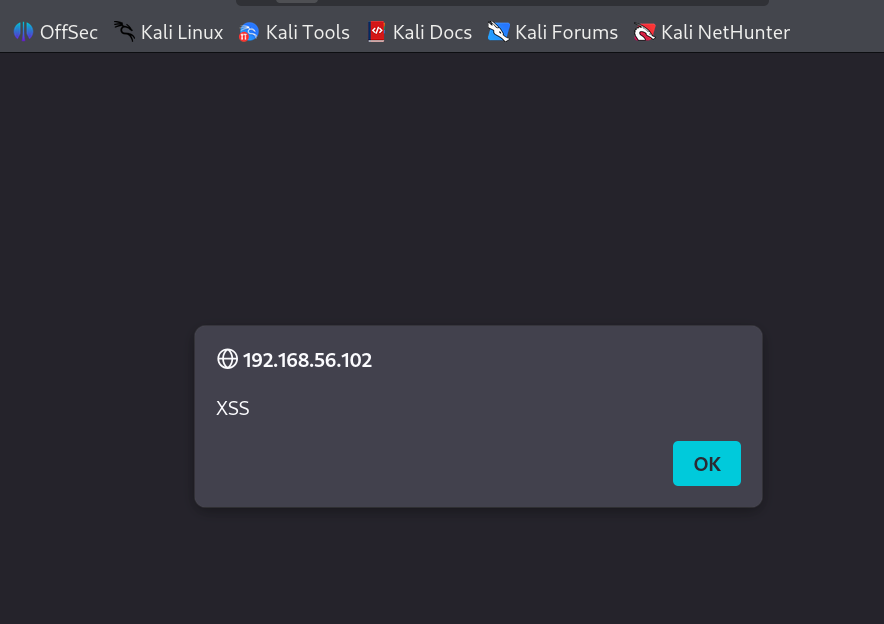 OffSec Kali Linux Kali Tools Kali Docs Kali Forums Kali NetHunter
192.168.56.102
XSS
OK